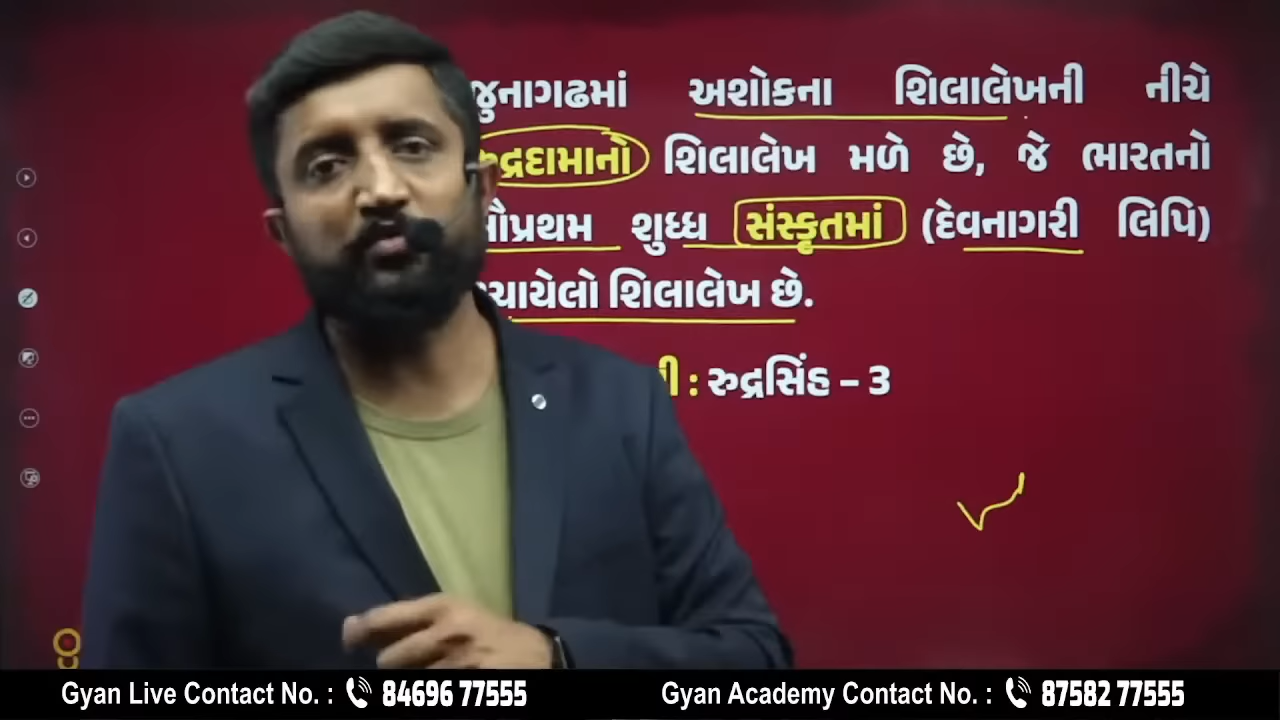 જુનાગઢમાં અશોકના શિલાલેખની નીચે
શિલાલેખ મળે છે, જે ભારતનો
શુધ્ધ સંસ્કૃતમાં (દેવનાગરી લિપિ)
શિલાલેખ છે.
: રુદ્રસિંહ – 3
Gyan Live Contact No. : 84696 77555 Gyan Academy Contact No. : 87582 77555